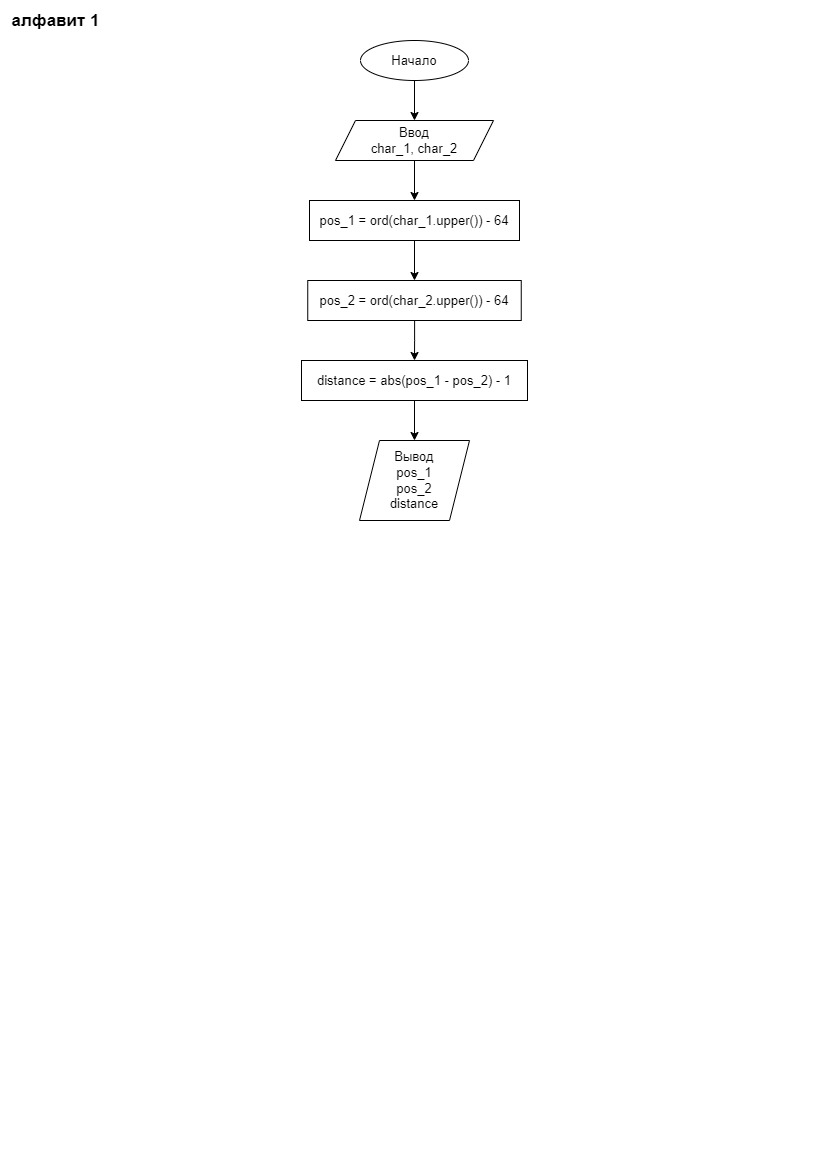 алфавит 1
Начало
Ввод
char_1, char_2
pos_1 = ord(char_1.upper()) - 64
pos_2 = ord(char_2.upper()) - 64
distance = abs(pos_1 - pos_2) - 1
Вывод
pos_1
pos_2
distance